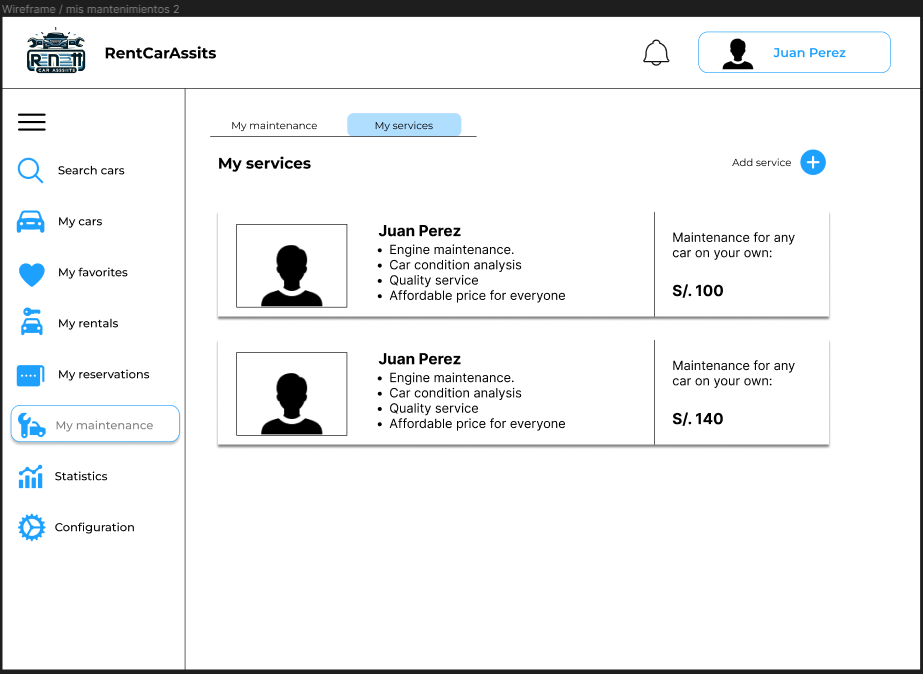 Wireframe / mis mantenimientos 2
RentCarAssits
Juan Perez
CAR ASSSIITS
My maintenance
My services
My services
Add service
Search cars
My cars
My favorites
My rentals
My reservations
My maintenance
Statistics
Configuration
Juan Perez
• Engine maintenance.
• Car condition analysis
• Quality service
• Affordable price for everyone
Maintenance for any
car on your own:
S/. 100
Juan Perez
• Engine maintenance.
• Car condition analysis
• Quality service
• Affordable price for everyone
Maintenance for any
car on your own:
S/. 140